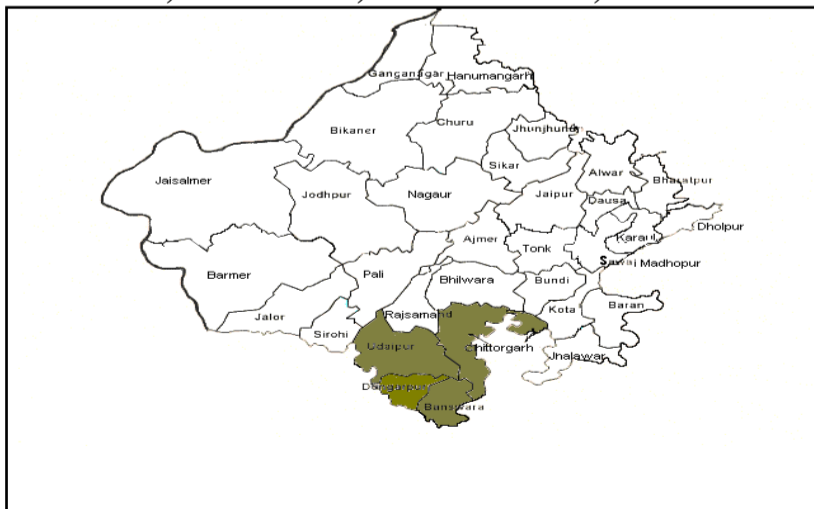 Ganganagar Hanumangarh
Bikaner Churu Jhunjhunu
Sikar Alwar
Jaisalmer Jodhpur Nagaur Jaipur Bharatpur
Dausa
Dholpur
Ajmer Tonk Karauli
Sawai Madhopur
Barmer Pali Bhilwara Bundi
Jalor Rajsamand Kota Baran
Sirohi
Udaipur Chittorgarh Jhalawar
Dungarpur
Banswara